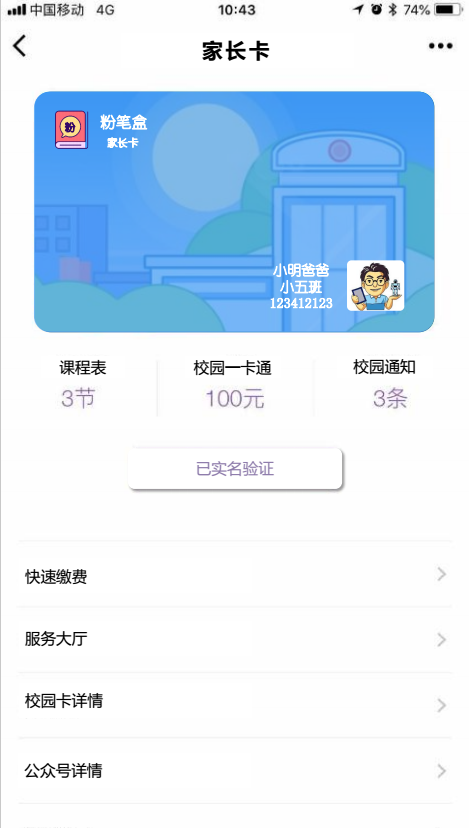 中国移动 4G 10:43 74%
家长卡
粉
粉笔盒
家长卡
小明爸爸
小五班
123412123
课程表 校园一卡通 校园通知
3节 100元 3条
已实名验证
快速缴费
服务大厅
校园卡详情
公众号详情